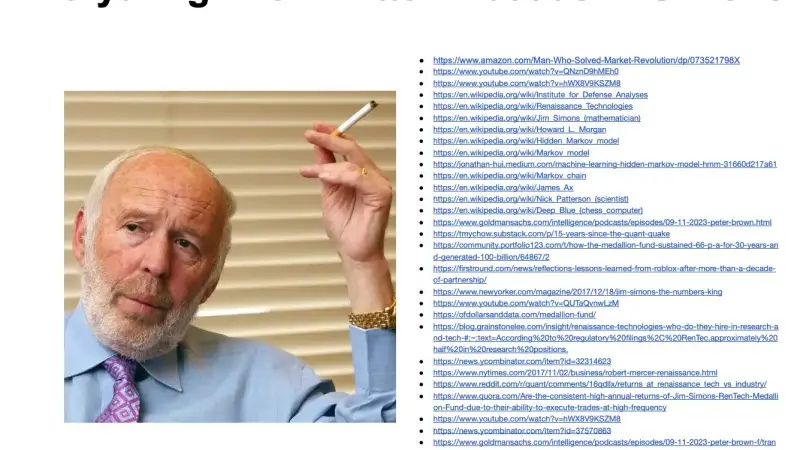 https://www.amazon.com/Man-Who-Solved-Market-Revolution/dp/073521798X
https://www.youtube.com/watch?v=QNznD9hMEh0
https://www.youtube.com/watch?v=hWX8V9KSZM8
https://en.wikipedia.org/wiki/Institute_for_Defense_Analyses
https://en.wikipedia.org/wiki/Renaissance_Technologies
https://en.wikipedia.org/wiki/Jim_Simons_(mathematician)
https://en.wikipedia.org/wiki/Howard_L._Morgan
https://en.wikipedia.org/wiki/Hidden_Markov_model
https://en.wikipedia.org/wiki/Markov_model
https://jonathan-hui.medium.com/machine-learning-hidden-markov-model-hmm-31660d217a61
https://en.wikipedia.org/wiki/Markov_chain
https://en.wikipedia.org/wiki/James_Ax
https://en.wikipedia.org/wiki/Nick_Patterson_(scientist)
https://en.wikipedia.org/wiki/Deep_Blue_(chess_computer)
https://www.goldmansachs.com/intelligence/podcasts/episodes/09-11-2023-peter-brown.html
https://tmychow.substack.com/p/15-years-since-the-quant-quake
https://community.portfolio123.com/t/how-the-medallion-fund-sustained-66-p-a-for-30-years-an
d-generated-100-billion/64867/2
https://firstround.com/news/reflections-lessons-learned-from-roblox-after-more-than-a-decade-
of-partnership/
https://www.newyorker.com/magazine/2017/12/18/jim-simons-the-numbers-king
https://www.youtube.com/watch?v=QUTaQvnwLzM
https://ofdollarsanddata.com/medallion-fund/
https://blog.grainstonelee.com/insight/renaissance-technologies-who-do-they-hire-in-research-a
nd-tech-#:~:text=According%20to%20regulatory%20filings%2C%20RenTec,approximately%20
half%20in%20research%20positions.
https://news.ycombinator.com/item?id=32314623
https://www.nytimes.com/2017/11/02/business/robert-mercer-renaissance.html
https://www.reddit.com/r/quant/comments/16qdllx/returns_at_renaissance_tech_vs_industry/
https://www.quora.com/Are-the-consistent-high-annual-returns-of-Jim-Simons-RenTech-Medalli
on-Fund-due-to-their-ability-to-execute-trades-at-high-frequency
https://www.youtube.com/watch?v=hWX8V9KSZM8
https://news.ycombinator.com/item?id=37570863
https://www.goldmansachs.com/intelligence/podcasts/episodes/09-11-2023-peter-brown-f/tran